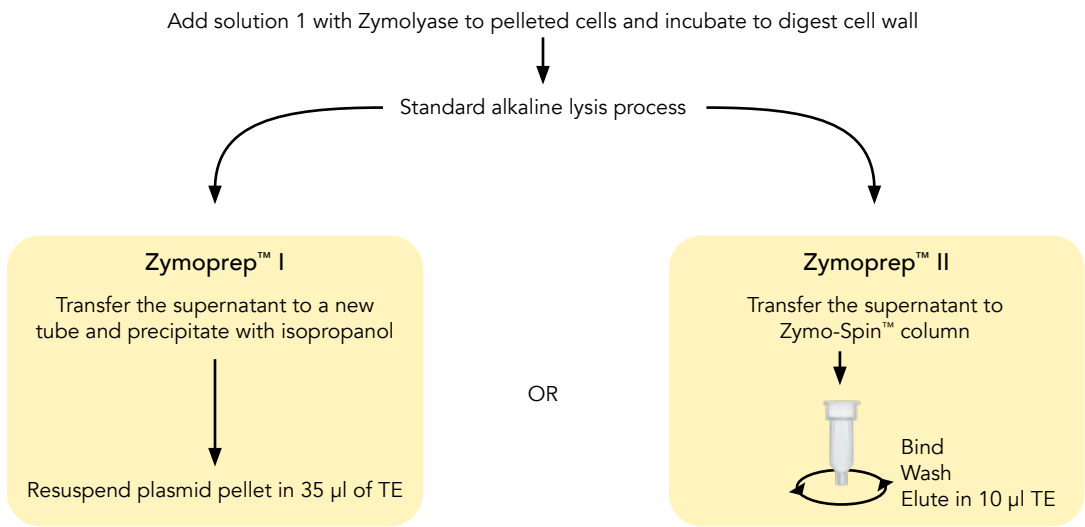 Add solution 1 with Zymolyase to pelleted cells and incubate to digest cell wall
Standard alkaline lysis process
Zymoprep™ I
Transfer the supernatant to a new
tube and precipitate with isopropanol
Resuspend plasmid pellet in 35 µl of TE
OR
Zymoprep™ II
Transfer the supernatant to
Zymo-Spin™ column
Bind
Wash
Elute in 10 µl TE